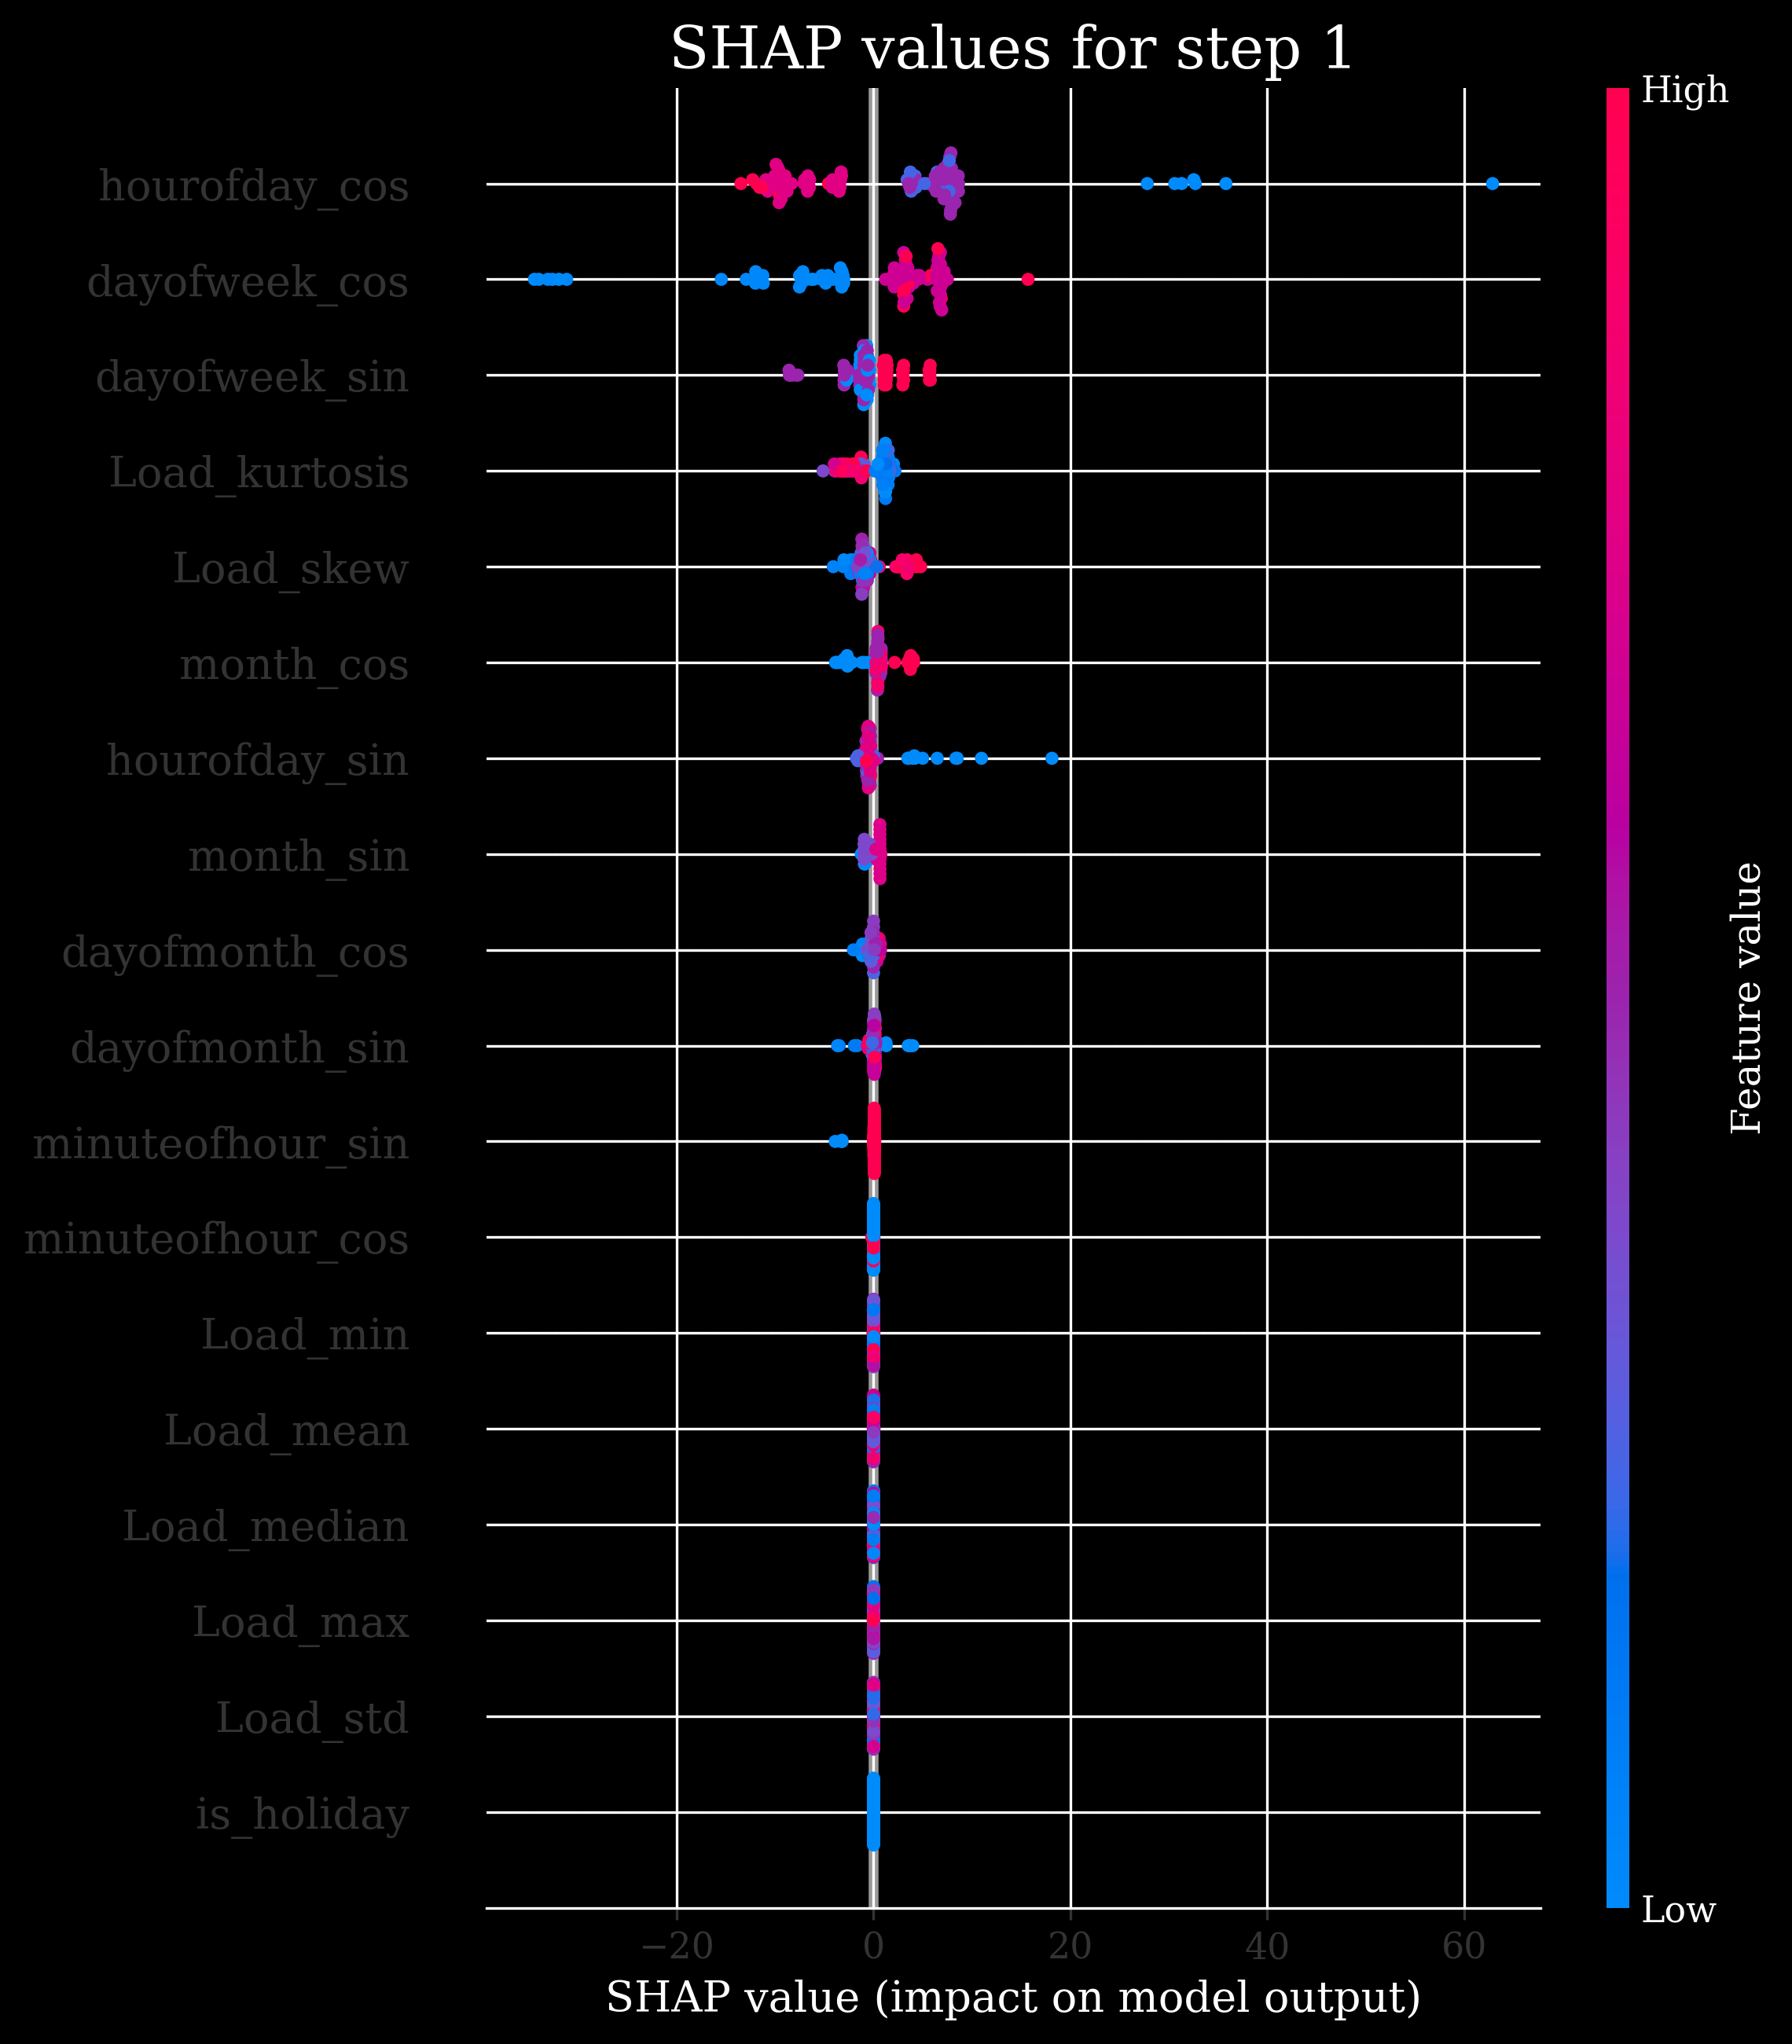 SHAP values for step 1
High
hourofday_cos
dayofweek_cos
dayofweek_sin
Load_kurtosis
Load_skew
month_cos
hourofday_sin
month_sin
dayofmonth_cos
dayofmonth_sin
minuteofhour_sin
minuteofhour_cos
Load_min
Load_mean
Load_median
Load_max
Load_std
is_holiday
Feature value
Low
−20 0 20 40 60
SHAP value (impact on model output)